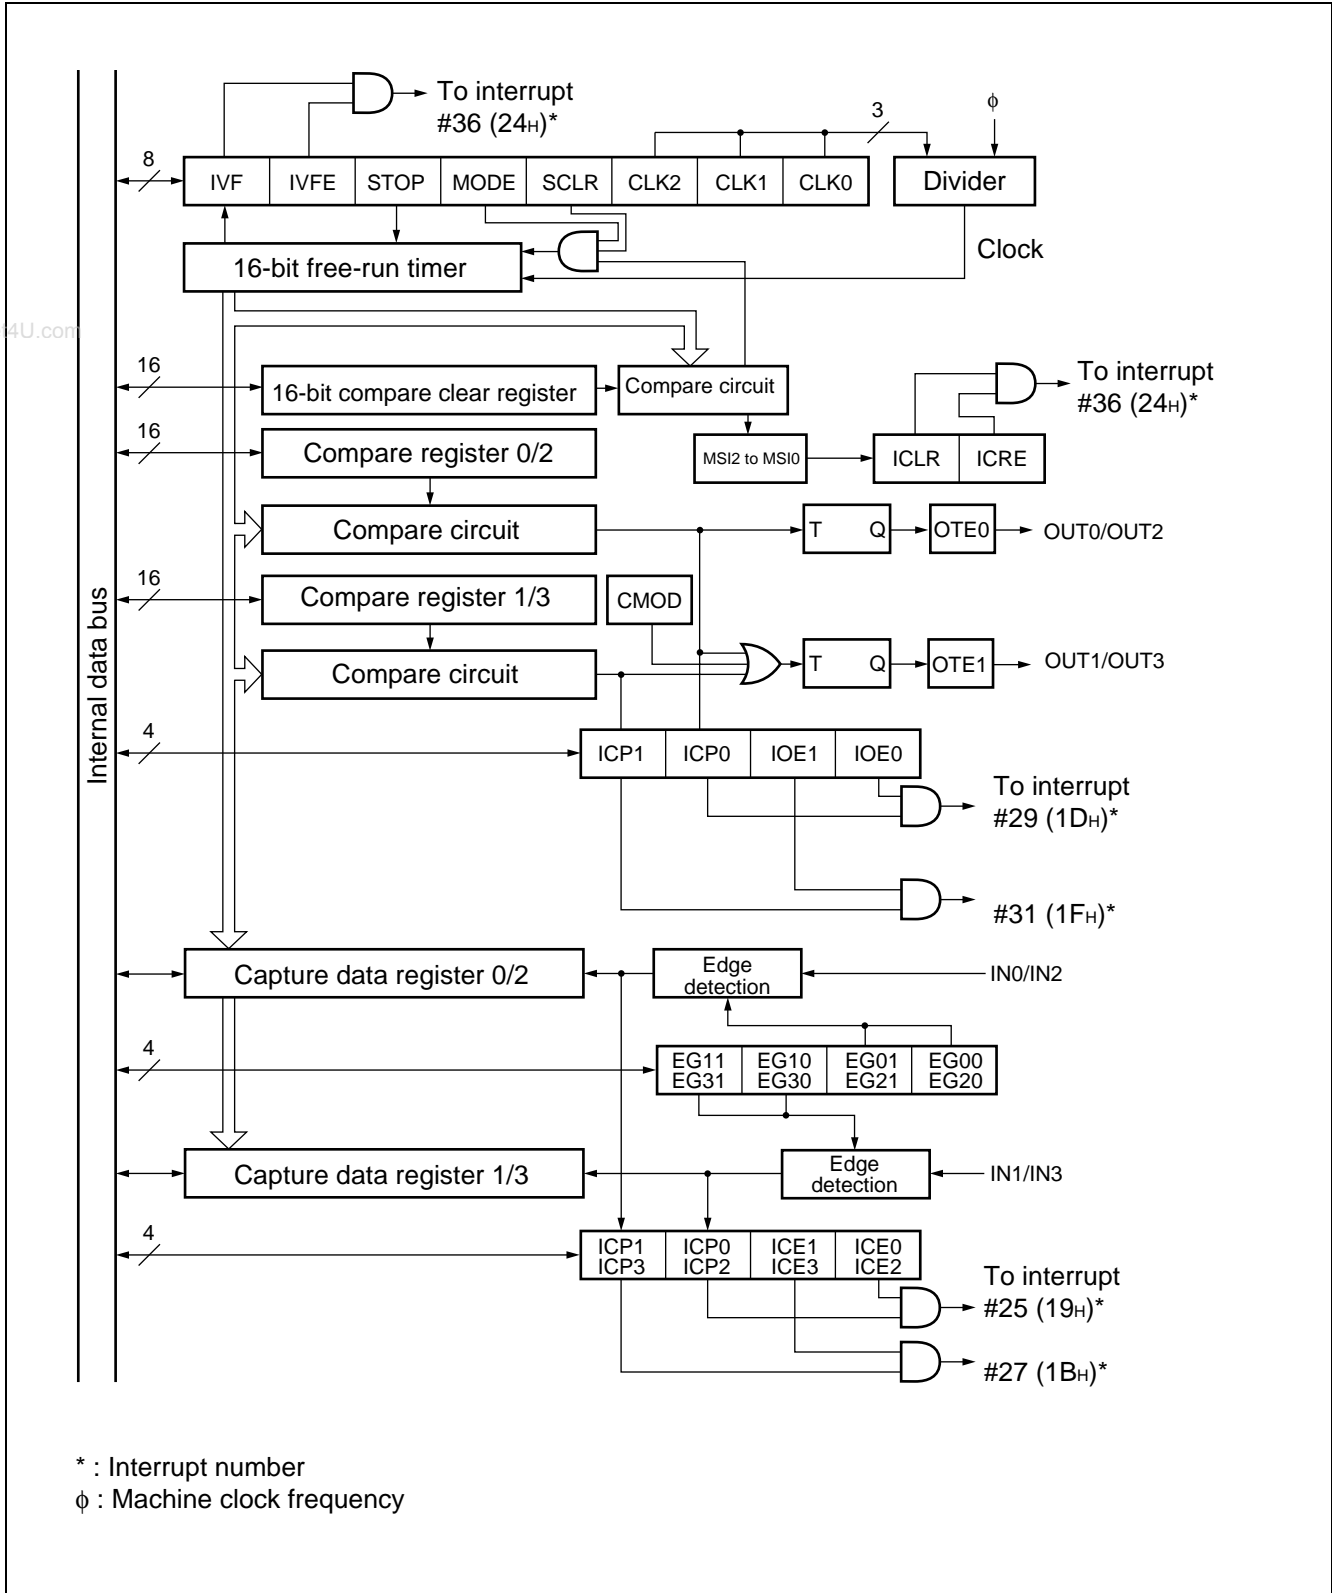 To interrupt
#36 (24H)*
3
ϕ
8
IVF IVFE STOP MODE SCLR CLK2 CLK1 CLK0
Divider
16-bit free-run timer
Clock
t4U.com
16
16-bit compare clear register
Compare circuit
To interrupt
#36 (24H)*
16
Compare register 0/2
MSI2 to MSI0
ICLR ICRE
Compare circuit
T Q
OTE0
OUT0/OUT2
16
Compare register 1/3
CMOD
Compare circuit
T Q
OTE1
OUT1/OUT3
Internal data bus
4
ICP1 ICP0 IOE1 IOE0
To interrupt
#29 (1DH)*
#31 (1FH)*
Capture data register 0/2
Edge
detection
IN0/IN2
4
EG11 EG10 EG01 EG00
EG31 EG30 EG21 EG20
Capture data register 1/3
Edge
detection
IN1/IN3
4
ICP1 ICP0 ICE1 ICE0
ICP3 ICP2 ICE3 ICE2
To interrupt
#25 (19H)*
#27 (1BH)*
* : Interrupt number
ϕ : Machine clock frequency